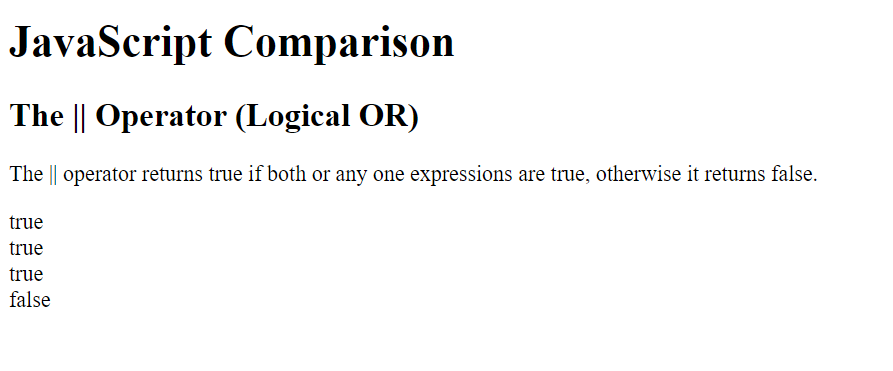 JavaScript Comparison
The || Operator (Logical OR)
The || operator returns true if both or any one expressions are true, otherwise it returns false.
true
true
true
false